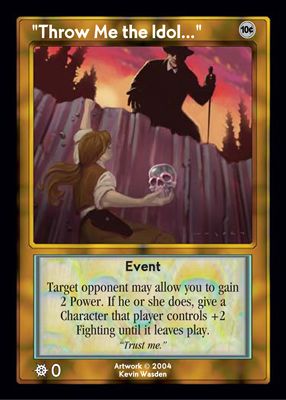 "Throw Me the Idol..."
10¢
Event
Target opponent may allow you to gain
2 Power. If he or she does, give a
Character that player controls +2
Fighting until it leaves play.
"Trust me."
0
Artwork © 2004
Kevin Wasden